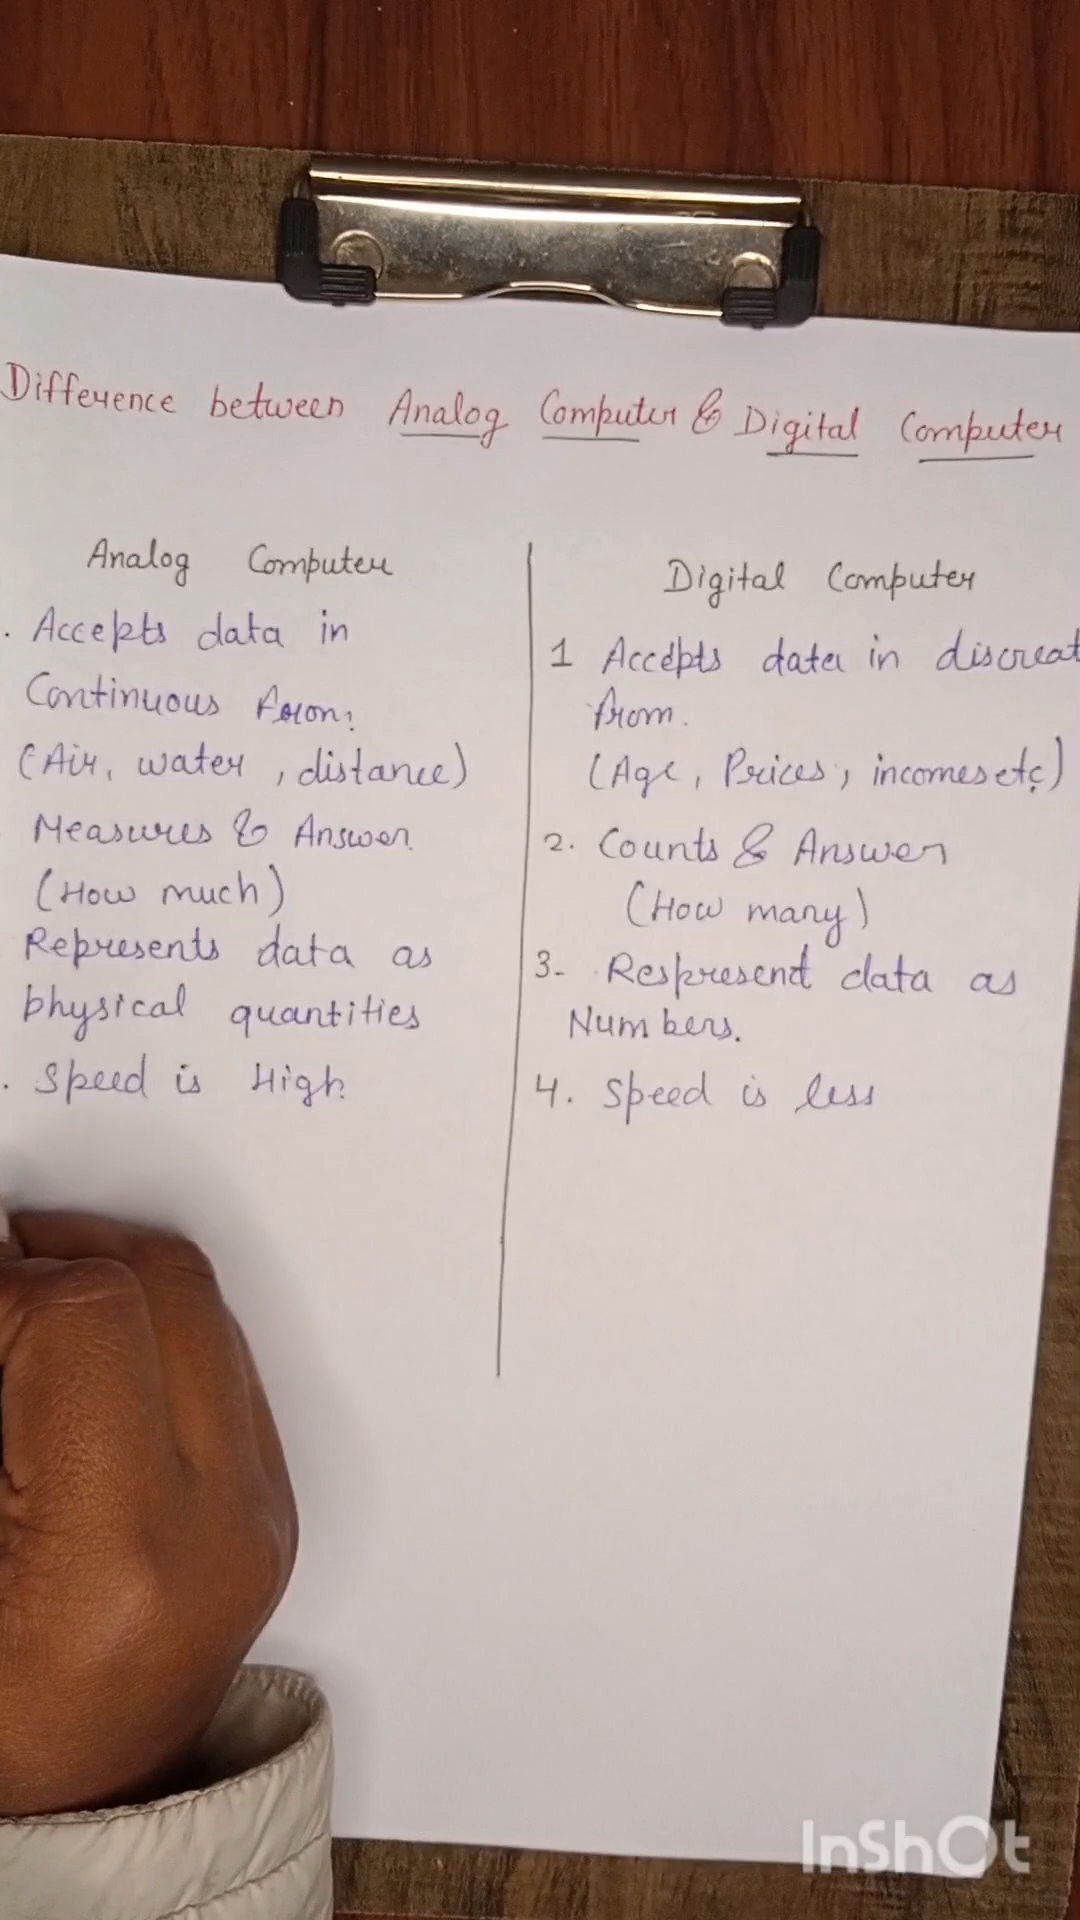 Difference between Analog Computer & Digital Computer
Analog Computer
. Accepts data in
Continuous form.
(Air, water, distance)
Measures & Answer.
(How much)
Represents data as
physical quantities
. Speed is High.
Digital Computer
1 Accepts data in discreat
from.
(Age, Prices, incomes etc)
2. Counts & Answer
(How many)
3- Respresend data as
Numbers.
4. Speed is less
InShOt